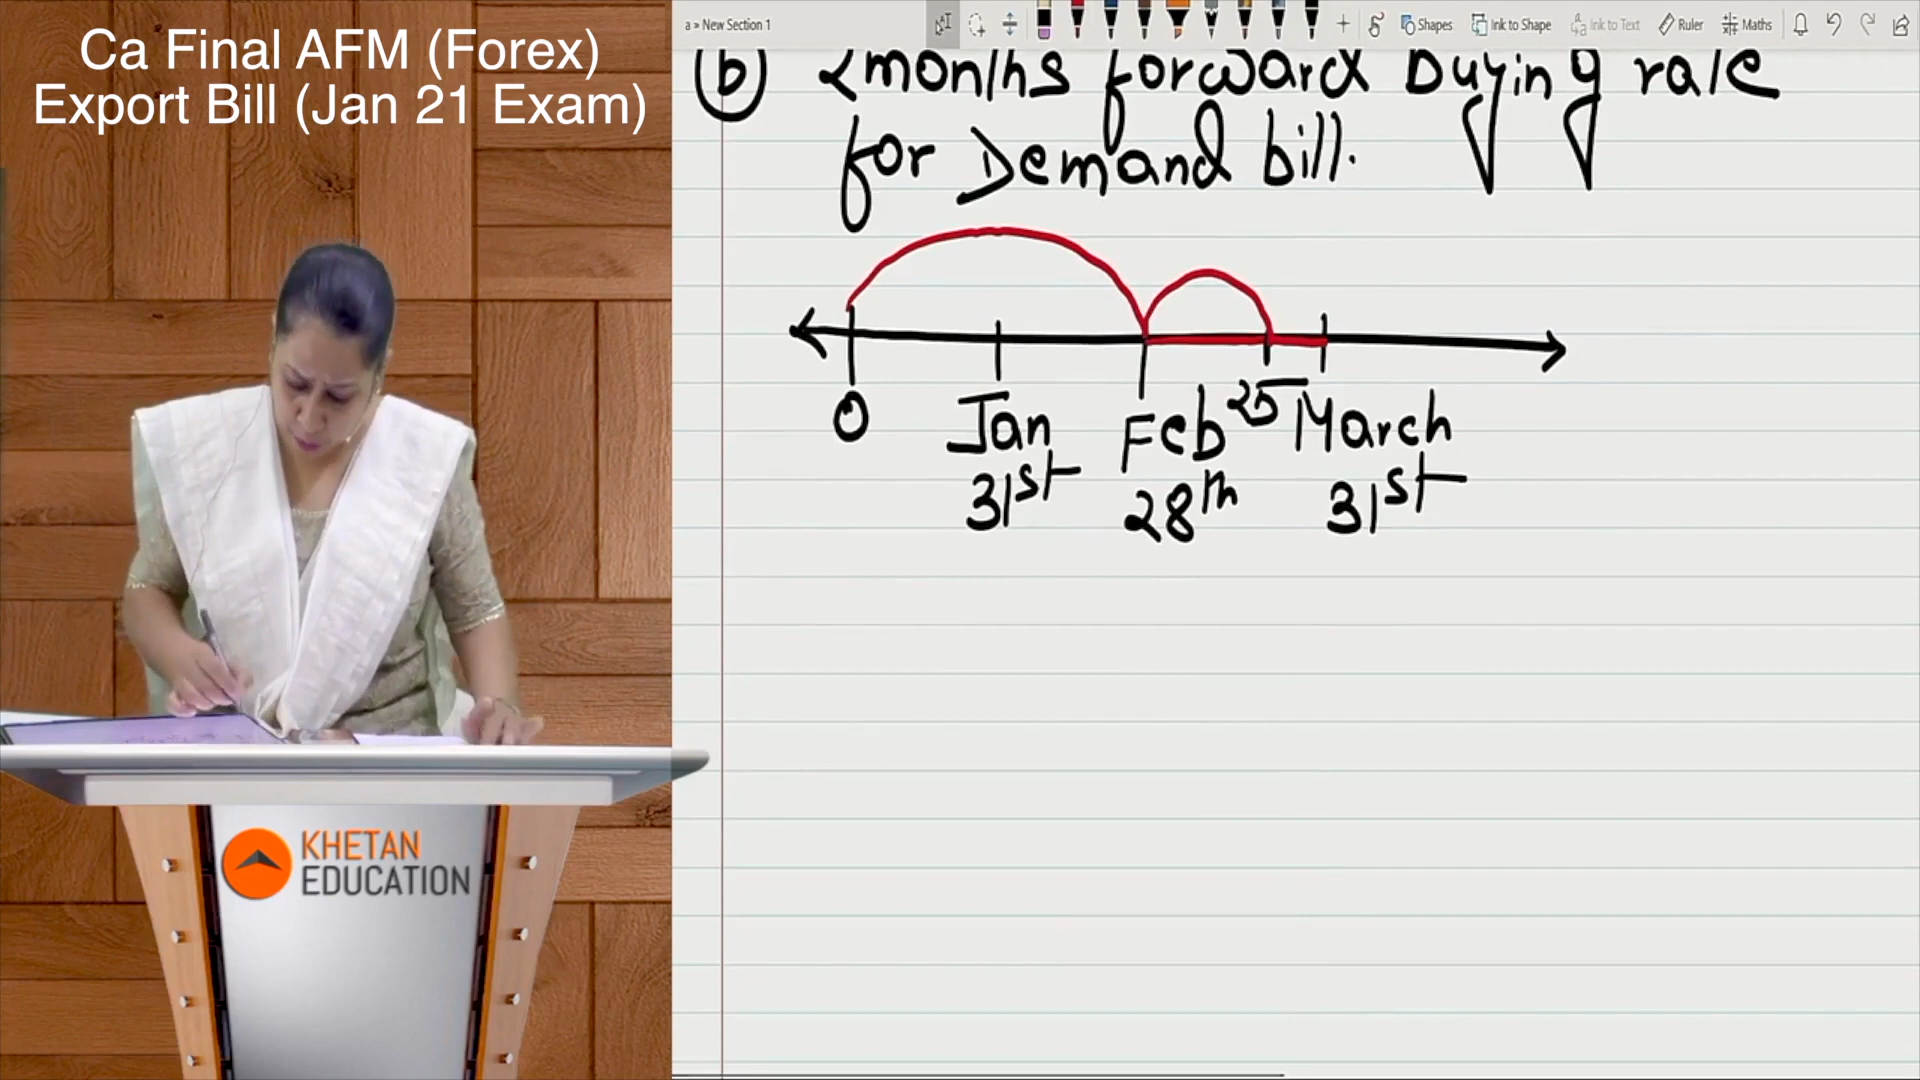 Ca Final AFM (Forex)
Export Bill (Jan 21 Exam)
a » New Section 1
Shapes
Ink to Shape
Ink to Text
Ruler
Maths
(b) 2months forward buying rate
for Demand bill.
0
Jan
31st
Feb
28th
25
March
31st
KHETAN
EDUCATION